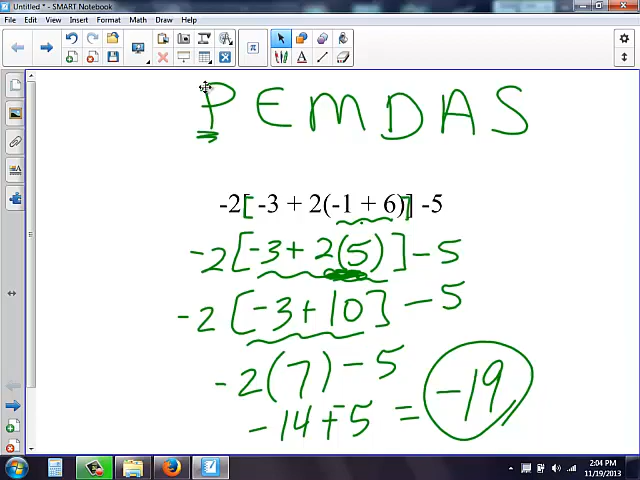 Untitled * - SMART Notebook
File Edit View Insert Format Math Draw Help
PEMDAS
-2[-3 + 2(-1 + 6)] -5
-2[-3+2(5)]-5
-2[-3+10]-5
-2(7)-5
-14+-5 = -19
2:04 PM
11/19/2013